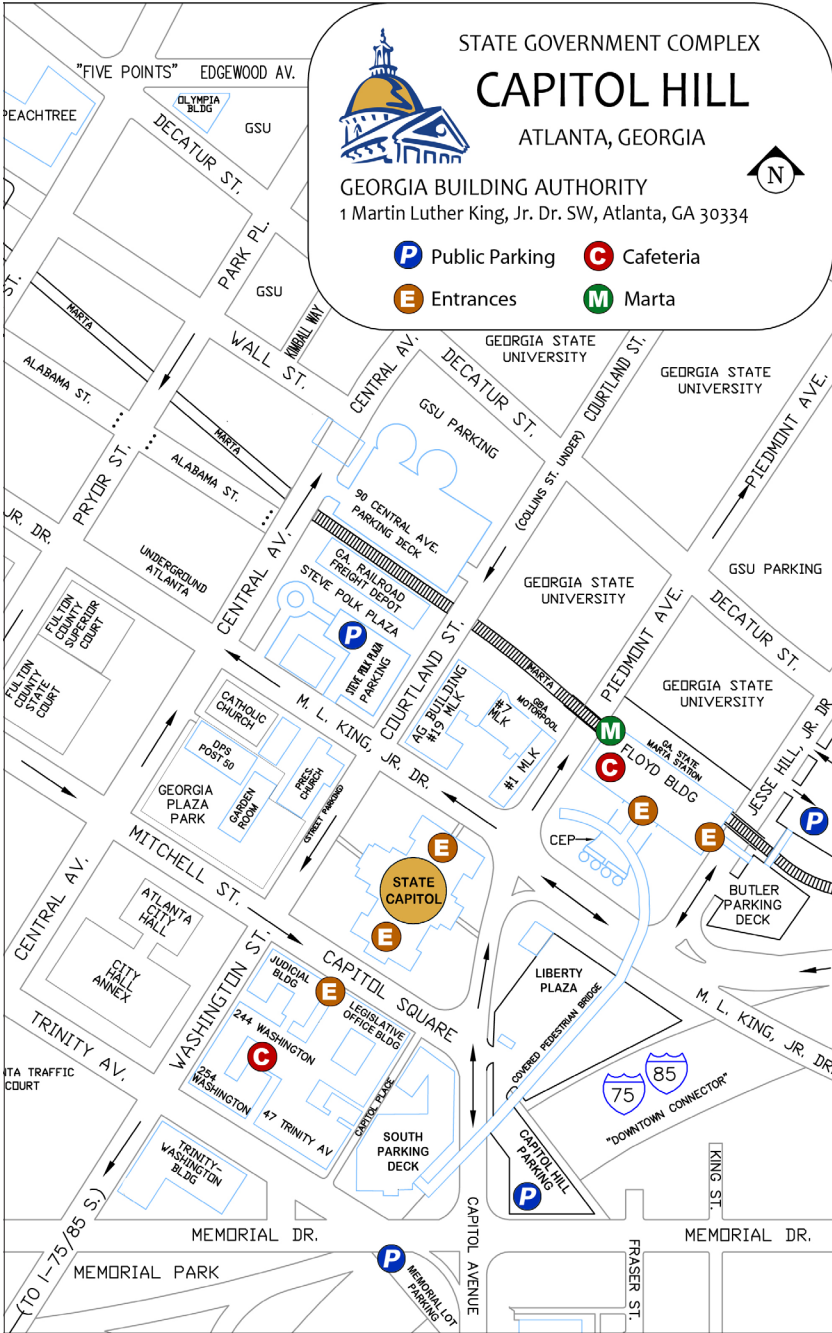 STATE GOVERNMENT COMPLEX
CAPITOL HILL
ATLANTA, GEORGIA
N
GEORGIA BUILDING AUTHORITY
1 Martin Luther King, Jr. Dr. SW, Atlanta, GA 30334
P Public Parking
C Cafeteria
E Entrances
M Marta
"FIVE POINTS"
EDGEWOOD AV.
PEACHTREE
OLYMPIA
BLDG
GSU
DECATUR ST.
PARK PL.
GSU
KIMBALL WAY
ST.
MARTA
WALL ST.
CENTRAL AV.
DECATUR ST.
GEORGIA STATE
UNIVERSITY
COURTLAND ST.
(COLLINS ST. UNDER)
GEORGIA STATE
UNIVERSITY
PIEDMONT AVE.
ALABAMA ST.
MARTA
ALABAMA ST.
PRYOR ST.
GSU PARKING
90 CENTRAL AVE.
PARKING DECK
JR. DR.
UNDERGROUND
ATLANTA
CENTRAL AV.
GA. RAILROAD
FREIGHT DEPOT
STEVE POLK PLAZA
P
STEVE POLK PLAZA
PARKING
GEORGIA STATE
UNIVERSITY
GSU PARKING
DECATUR ST.
PIEDMONT AVE.
FULTON
COUNTY
SUPERIOR
COURT
FULTON
COUNTY
STATE
COURT
COURTLAND ST.
MARTA
GEORGIA STATE
UNIVERSITY
CATHOLIC
CHURCH
M. L. KING, JR. DR.
AG BUILDING
#19 MLK
#7
MLK
GBA
MOTORPOOL
#1 MLK
M
GA. STATE
MARTA STATION
C
FLOYD BLDG
JESSE HILL, JR. DR
DPS
POST 50
PRES.
CHURCH
GEORGIA
PLAZA
PARK
GARDEN
ROOM
(STREET PARKING)
E
E
P
CEP
E
STATE
CAPITOL
E
BUTLER
PARKING
DECK
MITCHELL ST.
CENTRAL AV.
ATLANTA
CITY
HALL
CITY
HALL
ANNEX
WASHINGTON ST.
CAPITOL SQUARE
JUDICIAL
BLDG
E
LEGISLATIVE
OFFICE BLDG
244 WASHINGTON
C
254
WASHINGTON
47 TRINITY AV
CAPITOL PLACE
LIBERTY
PLAZA
COVERED PEDESTRIAN BRIDGE
M. L. KING, JR. DR.
75
85
"DOWNTOWN CONNECTOR"
TRINITY AV.
NTA TRAFFIC
COURT
TRINITY-
WASHINGTON
BLDG
SOUTH
PARKING
DECK
CAPITOL HILL
PARKING
P
KING ST.
(TO I-75/85 S.)
MEMORIAL DR.
MEMORIAL DR.
MEMORIAL PARK
P
MEMORIAL LOT
PARKING
CAPITOL AVENUE
FRASER ST.